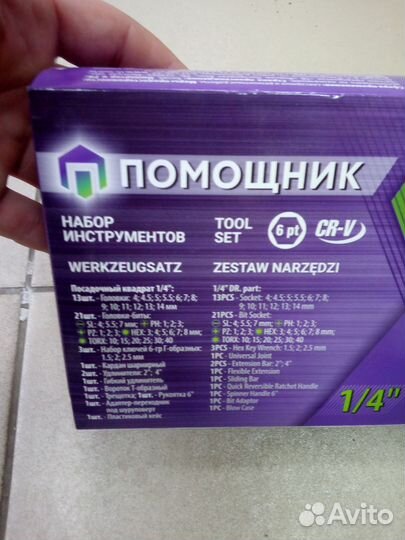 ПОМОЩНИК
НАБОР
ИНСТРУМЕНТОВ
TOOL
SET
6 pt
CR-V
WERKZEUGSATZ
ZESTAW NARZĘDZI
Посадочный квадрат 1/4":
13шт. - Головки: 4; 4.5; 5; 5.5; 6; 7; 8;
9; 10; 11; 12; 13; 14 мм
21шт. - Головки-биты:
SL: 4; 5.5; 7 мм; PH: 1; 2; 3;
PZ: 1; 2; 3; HEX: 3; 4; 5; 6; 7; 8 мм;
TORX: 10; 15; 20; 25; 30; 40
3шт. - Набор ключей 6-гр Г-образных:
1.5; 2; 2.5 мм
1шт. - Кардан шарнирный
2шт. - Удлинители: 2"; 4"
1шт. - Гибкий удлинитель
1шт. - Вороток Т-образный
1шт. - Трещотка; 1шт. - Рукоятка 6"
1шт. - Адаптер-переходник
под шуруповерт
1шт. - Пластиковый кейс
1/4" DR. part:
13PCS - Socket: 4; 4.5; 5; 5.5; 6; 7; 8;
9; 10; 11; 12; 13; 14 mm
21PCS - Bit Socket:
SL: 4; 5.5; 7mm; PH: 1; 2; 3;
PZ: 1; 2; 3; HEX: 3; 4; 5; 6; 7; 8 mm;
TORX: 10; 15; 20; 25; 30; 40
3PCS - Hex Key Wrench: 1.5; 2; 2.5 mm
1PC - Universal Joint
2PCS - Extension Bar: 2"; 4"
1PC - Flexible Extension
1PC - Sliding Bar
1PC - Quick Reversible Ratchet Handle
1PC - Spinner Handle 6"
1PC - Bit Adaptor
1PC - Blow Case
1/4"
Avito